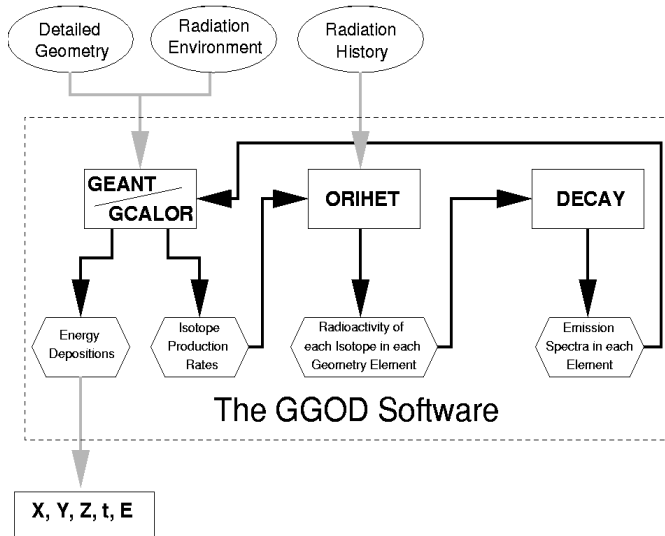 Detailed
Geometry
Radiation
Environment
Radiation
History
GEANT
GCALOR
ORIHET
DECAY
Energy
Depositions
Isotope
Production
Rates
Radioactivity of
each Isotope in each
Geometry Element
Emission
Spectra in each
Element
The GGOD Software
X, Y, Z, t, E